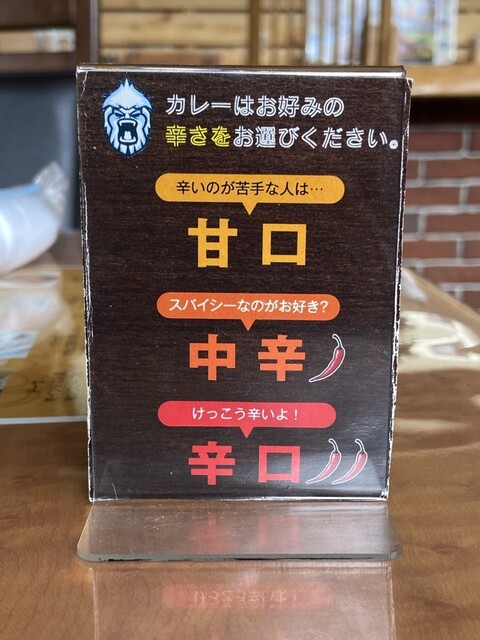 カレーはお好みの
辛さをお選びください。
辛いのが苦手な人は…
甘口
スパイシーなのがお好き?
中辛
けっこう辛いよ!
辛口